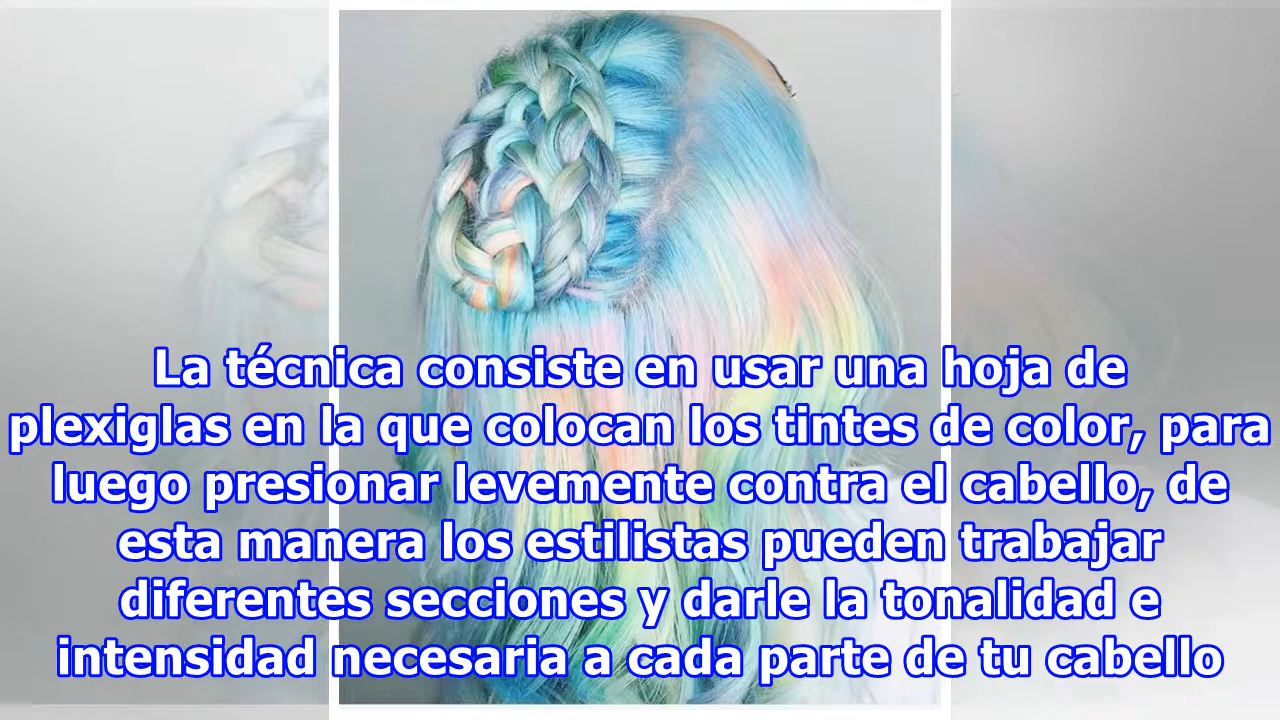 La técnica consiste en usar una hoja de
plexiglas en la que colocan los tintes de color, para
luego presionar levemente contra el cabello, de
esta manera los estilistas pueden trabajar
diferentes secciones y darle la tonalidad e
intensidad necesaria a cada parte de tu cabello